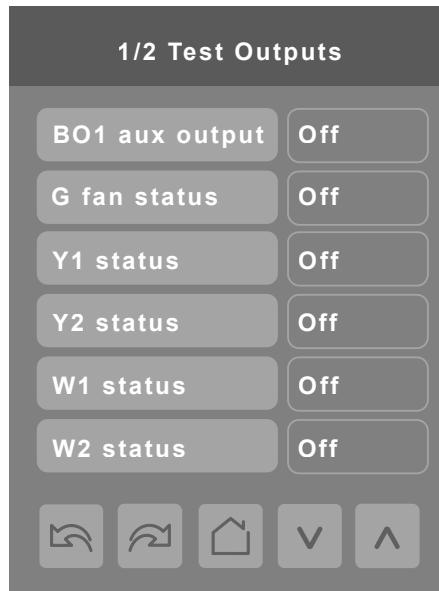 1/2 Test Outputs
BO1 aux output Off
G fan status Off
Y1 status Off
Y2 status Off
W1 status Off
W2 status Off